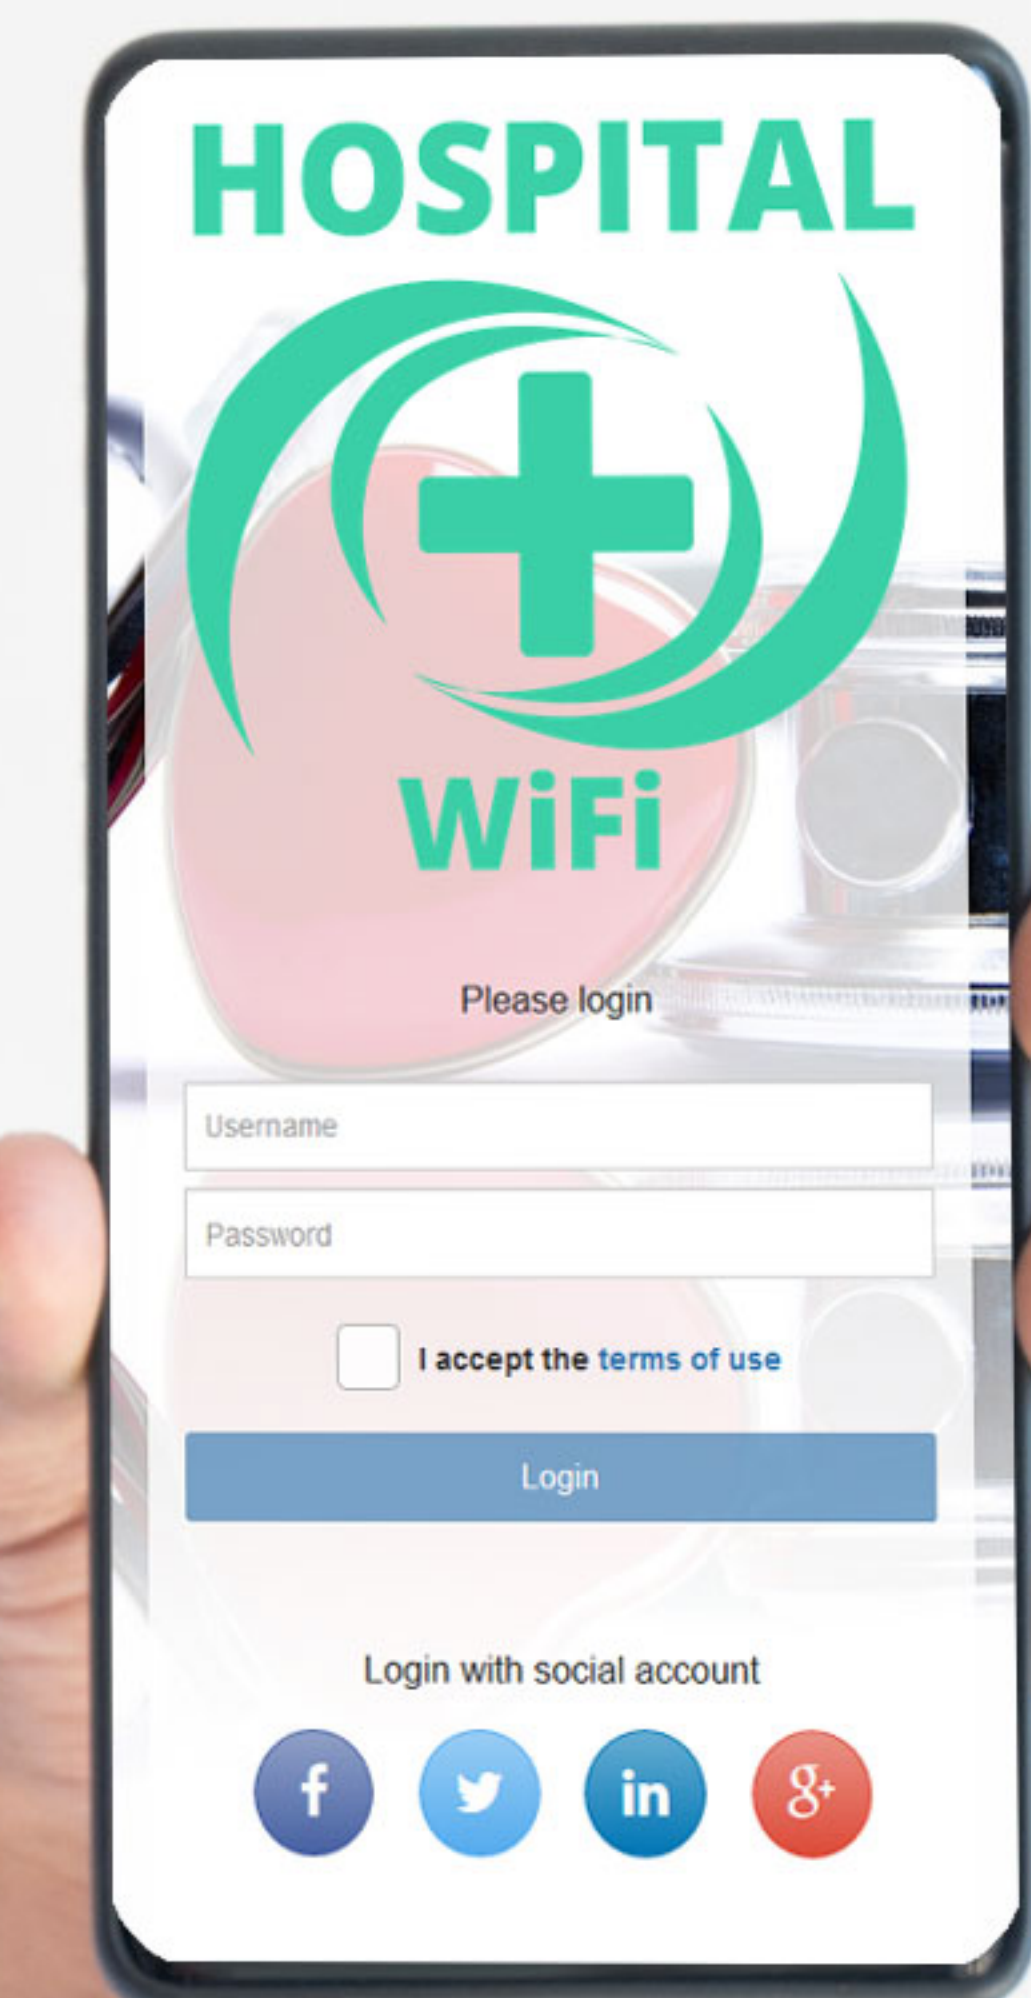 HOSPITAL
WiFi
Please login
Username
Password
I accept the terms of use
Login
Login with social account
f
in
g+